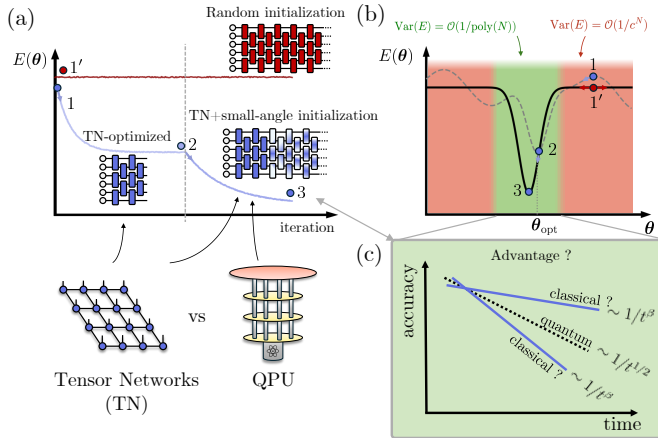 (a)
Random initialization
E(θ)
1′
1
TN+small-angle initialization
TN-optimized
2
3
iteration
vs
Tensor Networks
(TN)
QPU
(b)
Var(E) = 𝒪(1/poly(N))
Var(E) = 𝒪(1/c^N)
E(θ)
1
1′
2
3
θ_opt
θ
(c)
Advantage ?
accuracy
classical ?
~ 1/t^β
quantum
~ 1/t^{1/2}
classical ?
~ 1/t^β
time